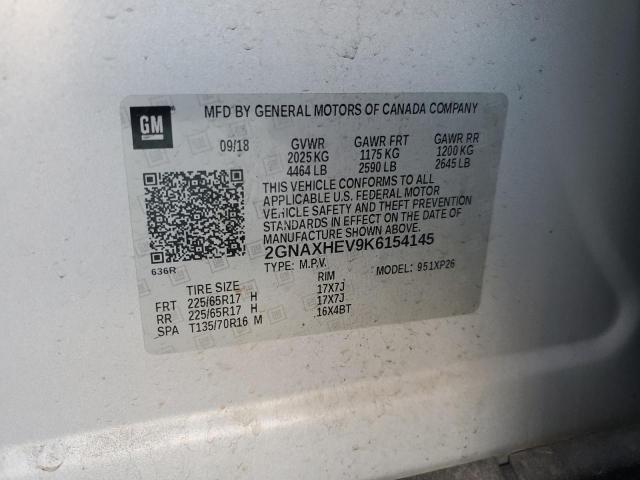 GM
MFD BY GENERAL MOTORS OF CANADA COMPANY
09/18 GVWR GAWR FRT GAWR RR
2025 KG 1175 KG 1200 KG
4464 LB 2590 LB 2645 LB
THIS VEHICLE CONFORMS TO ALL
APPLICABLE U.S. FEDERAL MOTOR
VEHICLE SAFETY AND THEFT PREVENTION
STANDARDS IN EFFECT ON THE DATE OF
MANUFACTURE SHOWN ABOVE.
2GNAXHEV9K6154145
636R
TYPE: M.P.V. MODEL: 951XP26
TIRE SIZE RIM
FRT 225/65R17 H 17X7J
RR 225/65R17 H 17X7J
SPA T135/70R16 M 16X4BT